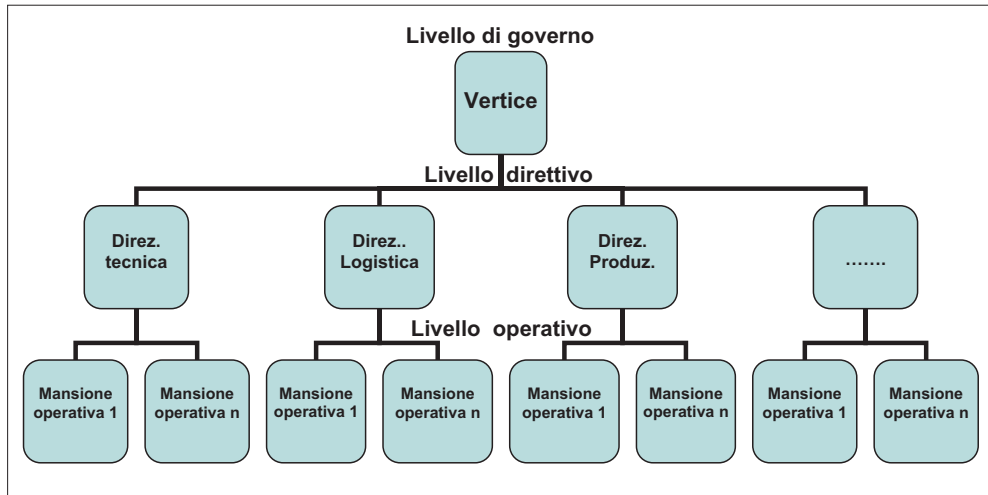 Livello di governo
Vertice
Livello direttivo
Direz.
tecnica
Direz..
Logistica
Direz.
Produz.
…….
Livello operativo
Mansione
operativa 1
Mansione
operativa n
Mansione
operativa 1
Mansione
operativa n
Mansione
operativa 1
Mansione
operativa n
Mansione
operativa 1
Mansione
operativa n